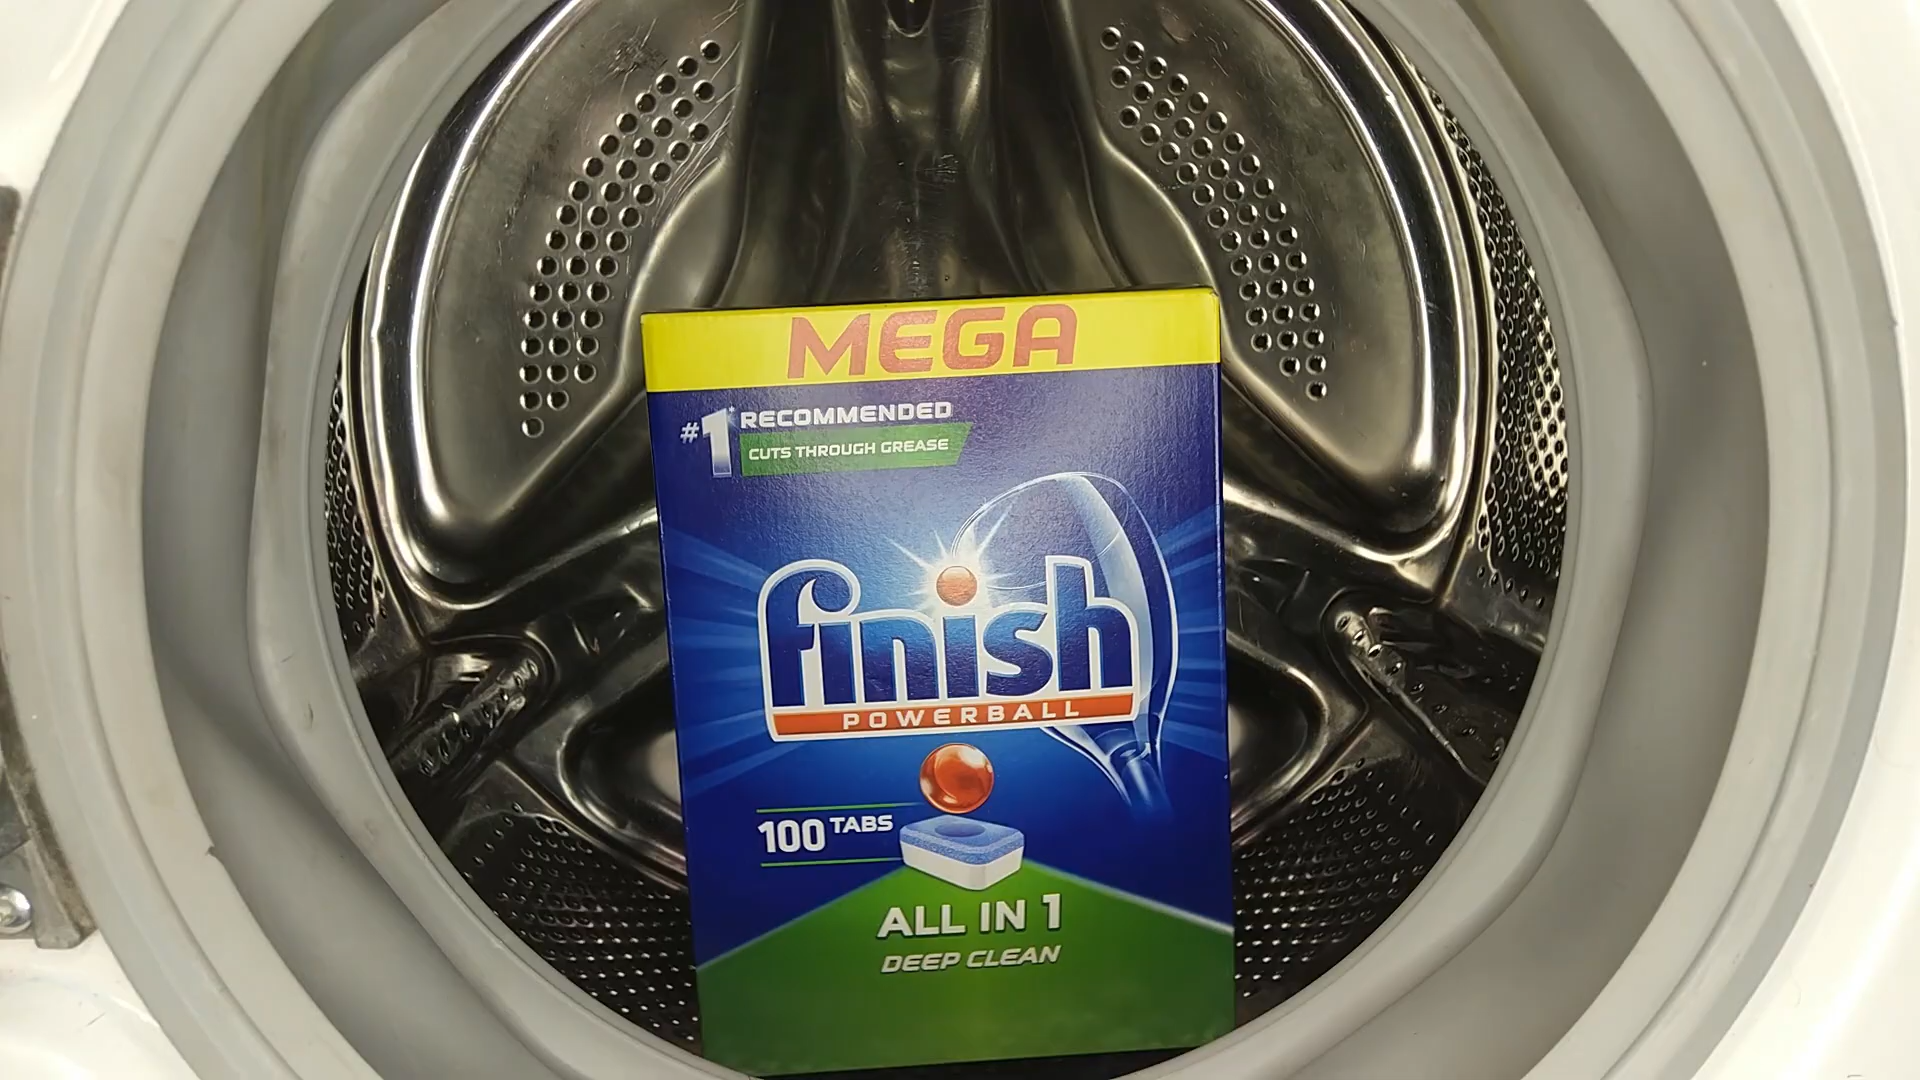 MEGA
#1* RECOMMENDED
CUTS THROUGH GREASE
finish
POWERBALL
100 TABS
ALL IN 1
DEEP CLEAN